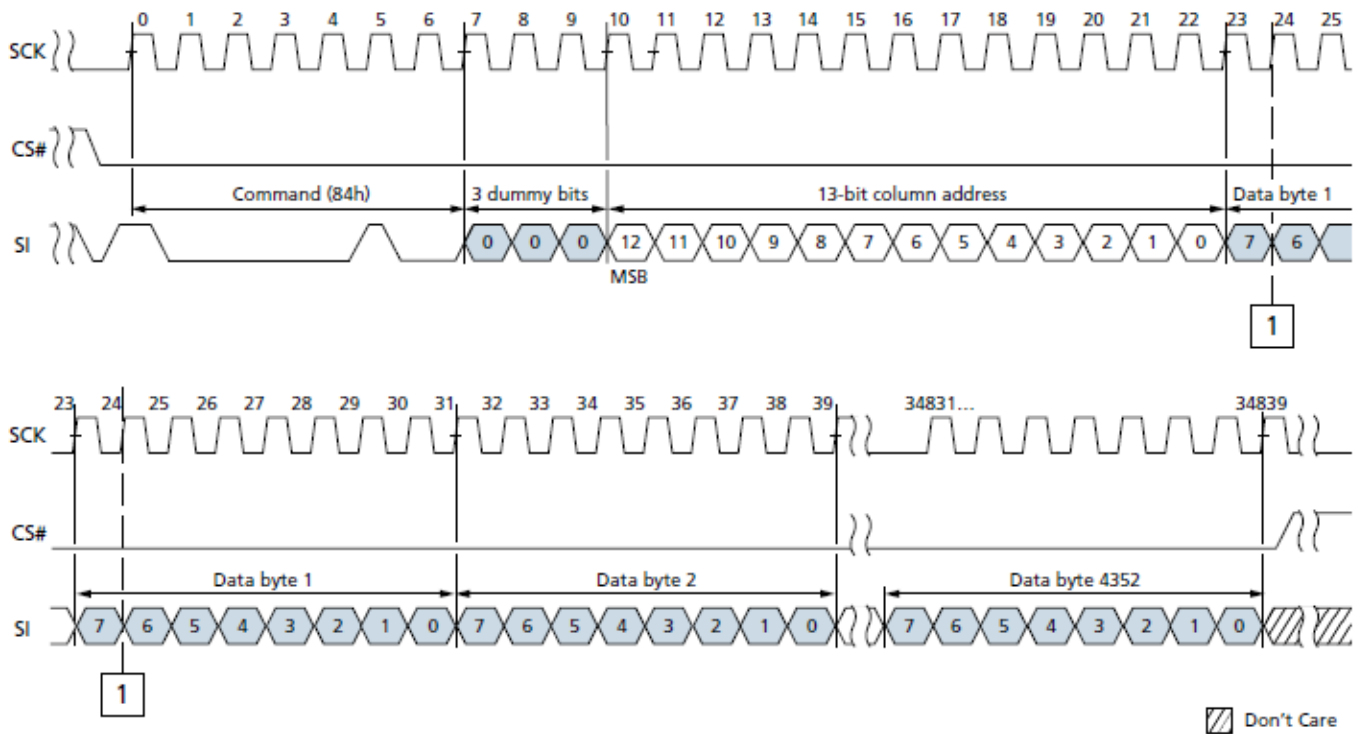 0 1 2 3 4 5 6 7 8 9 10 11 12 13 14 15 16 17 18 19 20 21 22 23 24 25
SCK
CS#
Command (84h) 3 dummy bits 13-bit column address Data byte 1
SI 0 0 0 12 11 10 9 8 7 6 5 4 3 2 1 0 7 6
MSB
1
23 24 25 26 27 28 29 30 31 32 33 34 35 36 37 38 39 34831... 34839
SCK
CS#
Data byte 1 Data byte 2 Data byte 4352
SI 7 6 5 4 3 2 1 0 7 6 5 4 3 2 1 0 7 6 5 4 3 2 1 0
1
Don't Care